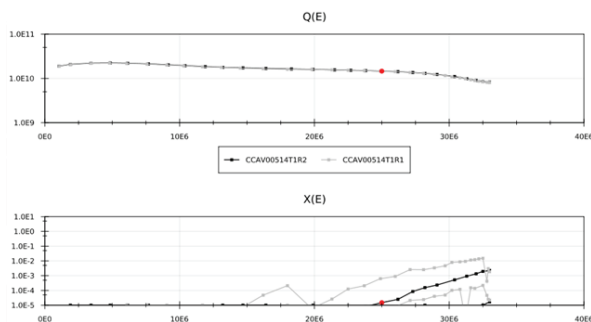 Q(E)
1.0E11
1.0E10
1.0E9
0E0 10E6 20E6 30E6 40E6
CCAV00514T1R2 CCAV00514T1R1
X(E)
1.0E1
1.0E0
1.0E-1
1.0E-2
1.0E-3
1.0E-4
1.0E-5
0E0 10E6 20E6 30E6 40E6